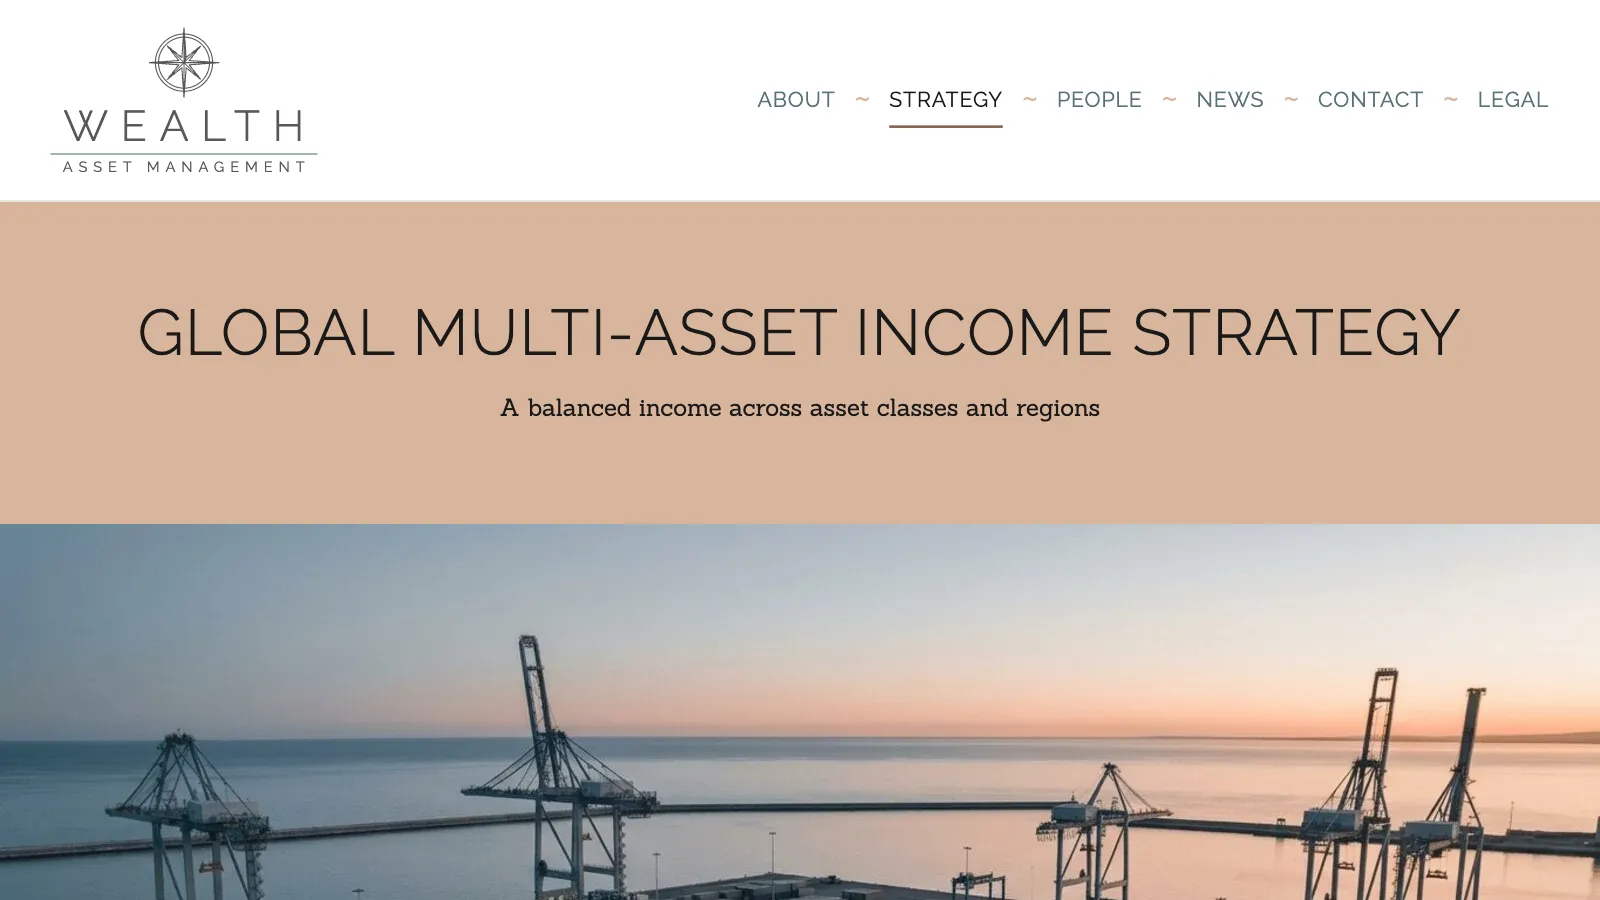 WEALTH
ASSET MANAGEMENT
ABOUT ~ STRATEGY ~ PEOPLE ~ NEWS ~ CONTACT ~ LEGAL
GLOBAL MULTI-ASSET INCOME STRATEGY
A balanced income across asset classes and regions